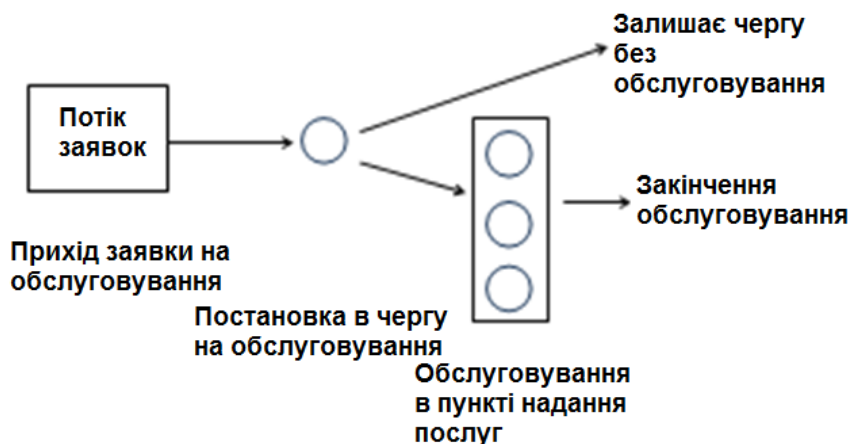 Залишає чергу
без
обслуговування
Потік
заявок
Закінчення
обслуговування
Прихід заявки на
обслуговування
Постановка в чергу
на обслуговування
Обслуговування
в пункті надання
послуг